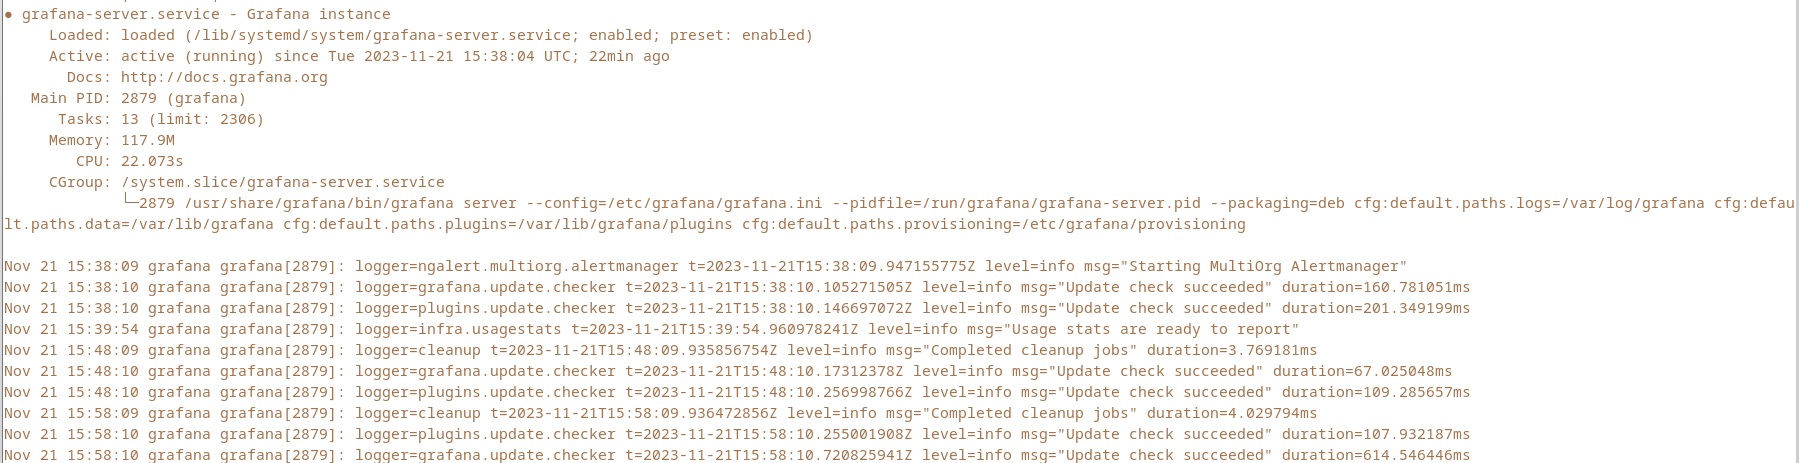 ● grafana-server.service - Grafana instance
     Loaded: loaded (/lib/systemd/system/grafana-server.service; enabled; preset: enabled)
     Active: active (running) since Tue 2023-11-21 15:38:04 UTC; 22min ago
       Docs: http://docs.grafana.org
   Main PID: 2879 (grafana)
      Tasks: 13 (limit: 2306)
     Memory: 117.9M
        CPU: 22.073s
     CGroup: /system.slice/grafana-server.service
             └─2879 /usr/share/grafana/bin/grafana server --config=/etc/grafana/grafana.ini --pidfile=/run/grafana/grafana-server.pid --packaging=deb cfg:default.paths.logs=/var/log/grafana cfg:defau
lt.paths.data=/var/lib/grafana cfg:default.paths.plugins=/var/lib/grafana/plugins cfg:default.paths.provisioning=/etc/grafana/provisioning

Nov 21 15:38:09 grafana grafana[2879]: logger=ngalert.multiorg.alertmanager t=2023-11-21T15:38:09.947155775Z level=info msg="Starting MultiOrg Alertmanager"
Nov 21 15:38:10 grafana grafana[2879]: logger=grafana.update.checker t=2023-11-21T15:38:10.105271505Z level=info msg="Update check succeeded" duration=160.781051ms
Nov 21 15:38:10 grafana grafana[2879]: logger=plugins.update.checker t=2023-11-21T15:38:10.146697072Z level=info msg="Update check succeeded" duration=201.349199ms
Nov 21 15:39:54 grafana grafana[2879]: logger=infra.usagestats t=2023-11-21T15:39:54.960978241Z level=info msg="Usage stats are ready to report"
Nov 21 15:48:09 grafana grafana[2879]: logger=cleanup t=2023-11-21T15:48:09.935856754Z level=info msg="Completed cleanup jobs" duration=3.769181ms
Nov 21 15:48:10 grafana grafana[2879]: logger=grafana.update.checker t=2023-11-21T15:48:10.17312378Z level=info msg="Update check succeeded" duration=67.025048ms
Nov 21 15:48:10 grafana grafana[2879]: logger=plugins.update.checker t=2023-11-21T15:48:10.256998766Z level=info msg="Update check succeeded" duration=109.285657ms
Nov 21 15:58:09 grafana grafana[2879]: logger=cleanup t=2023-11-21T15:58:09.936472856Z level=info msg="Completed cleanup jobs" duration=4.029794ms
Nov 21 15:58:10 grafana grafana[2879]: logger=plugins.update.checker t=2023-11-21T15:58:10.255001908Z level=info msg="Update check succeeded" duration=107.932187ms
Nov 21 15:58:10 grafana grafana[2879]: logger=grafana.update.checker t=2023-11-21T15:58:10.720825941Z level=info msg="Update check succeeded" duration=614.546446ms